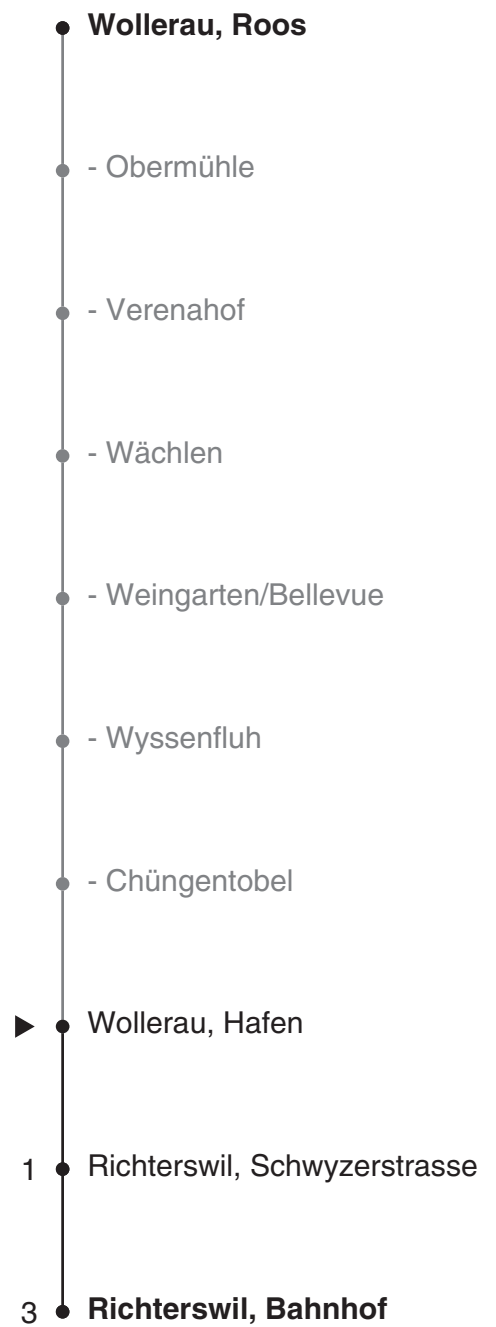 Wollerau, Roos
- Obermühle
- Verenahof
- Wächlen
- Weingarten/Bellevue
- Wyssenfluh
- Chüngentobel
Wollerau, Hafen
1 Richterswil, Schwyzerstrasse
3 Richterswil, Bahnhof